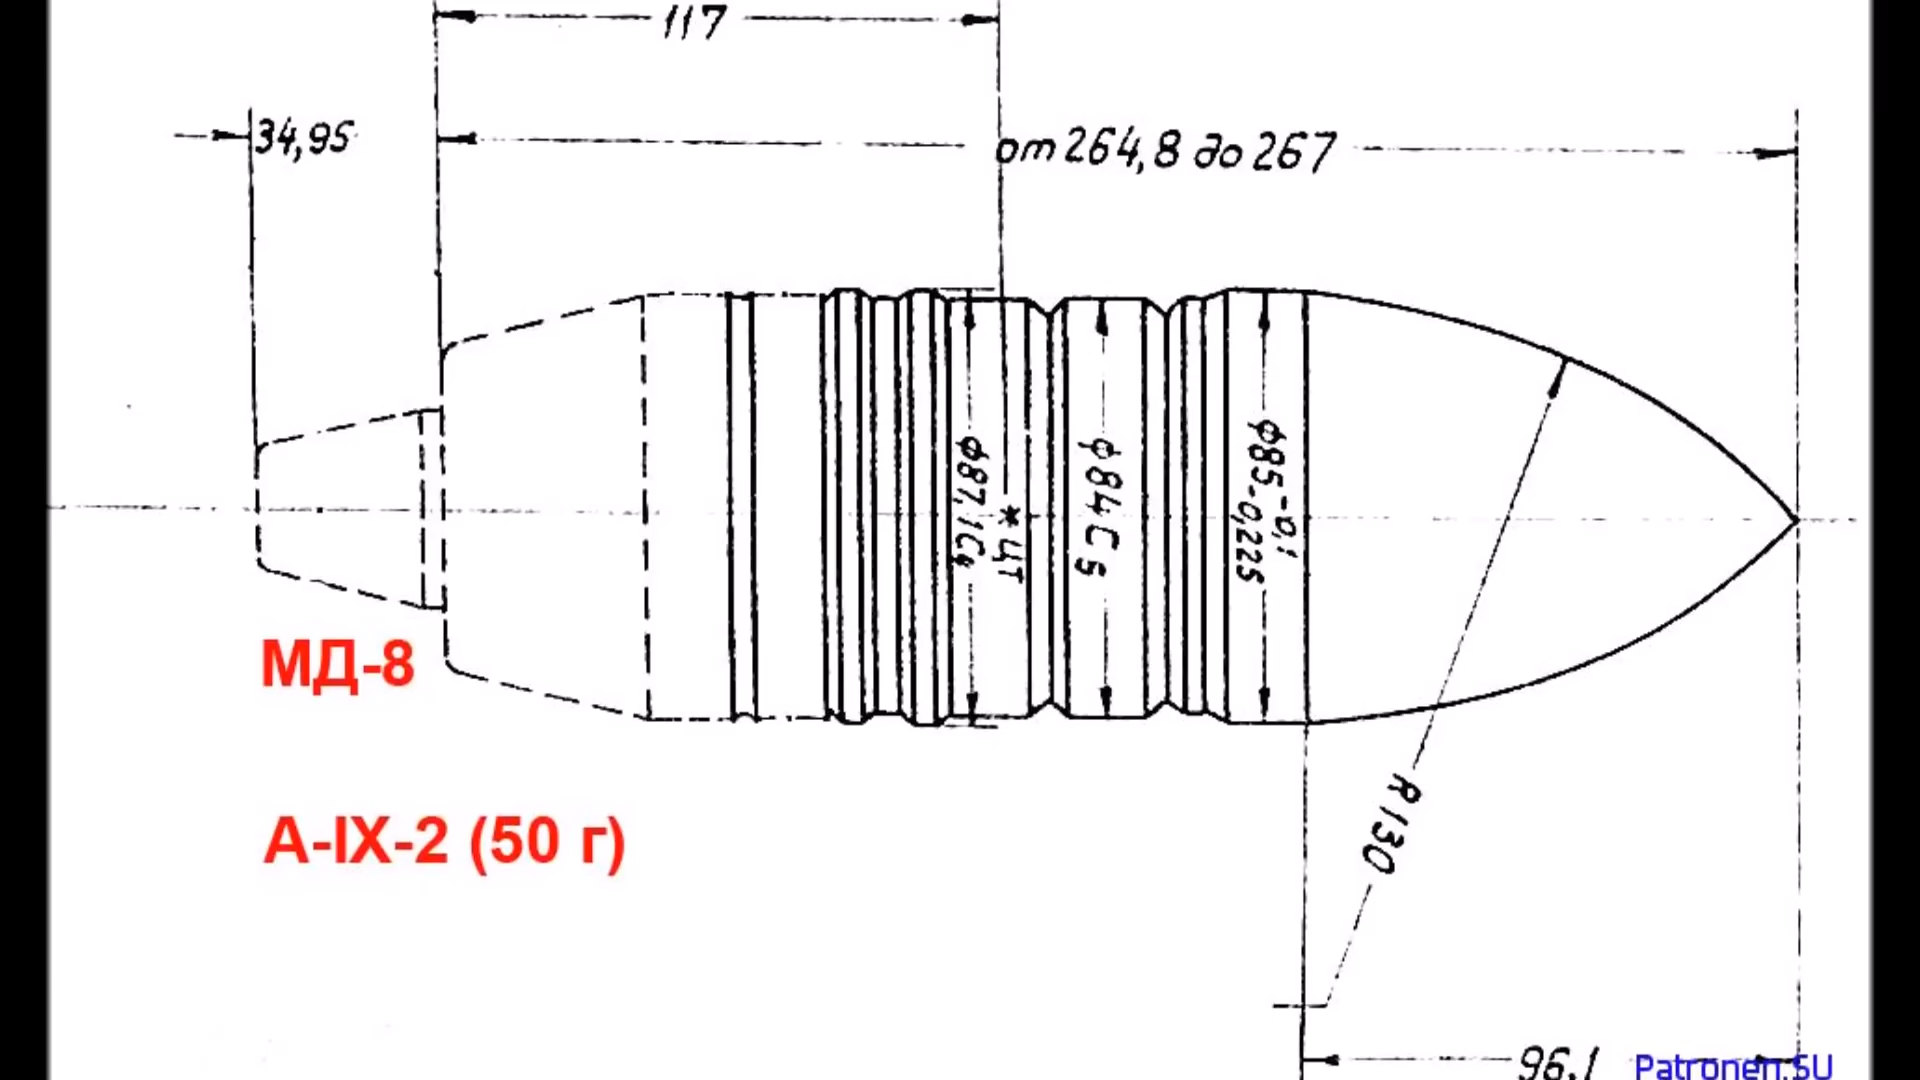 117
34,95
от 264,8 до 267
ф87,1С4
* ЦТ
ф84С5
ф85-0,1
-0,225
R130
МД-8
А-IX-2 (50 г)
96.1
Patronen.SU